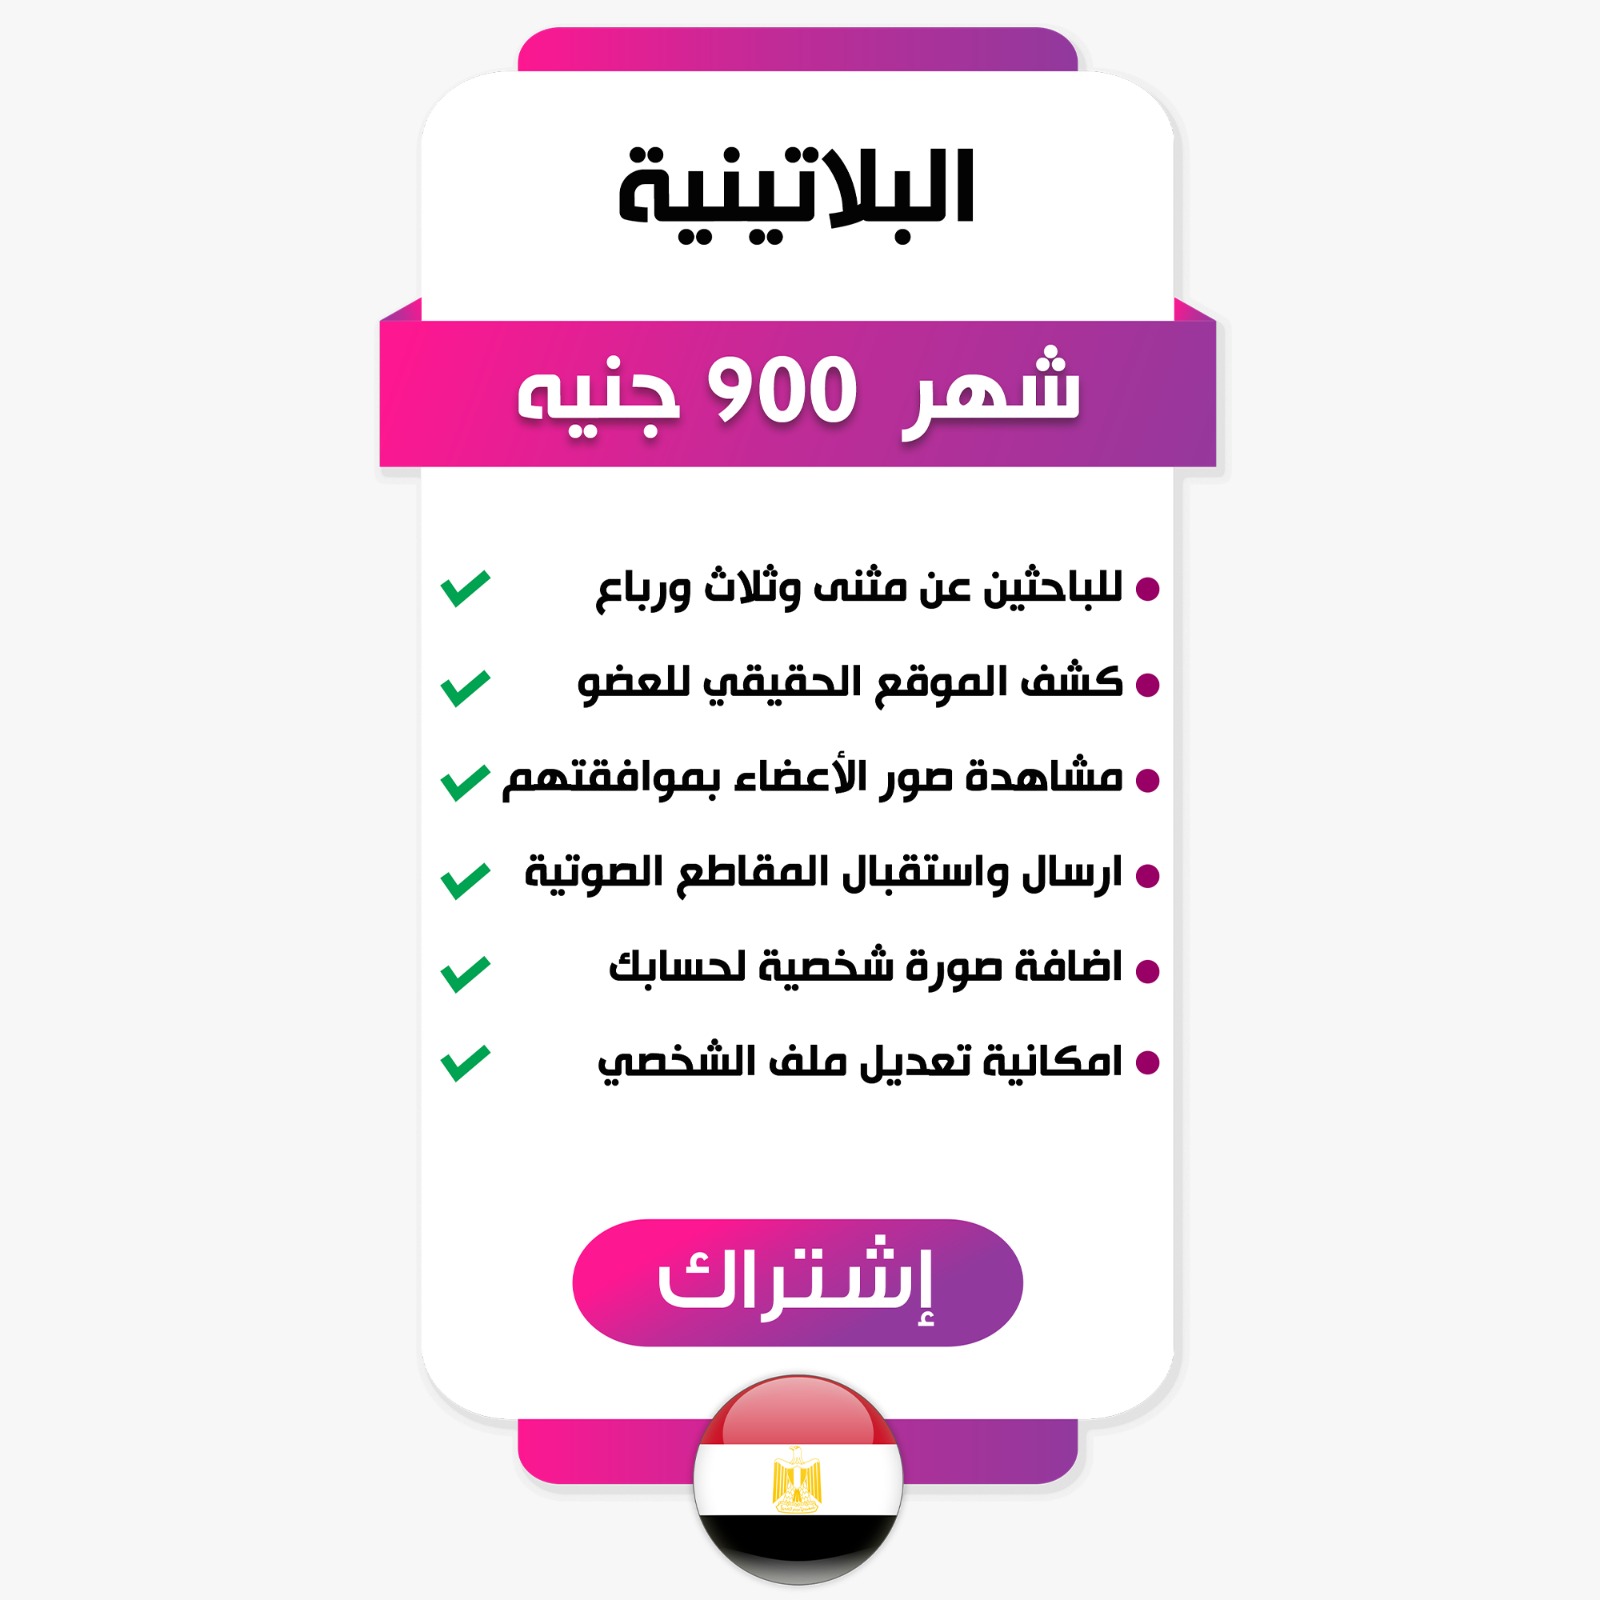 البلاتينية
شهر 900 جنيه
للباحثين عن مثنى وثلاث ورباع
كشف الموقع الحقيقي للعضو
مشاهدة صور الأعضاء بموافقتهم
ارسال واستقبال المقاطع الصوتية
اضافة صورة شخصية لحسابك
امكانية تعديل ملف الشخصي
إشتراك